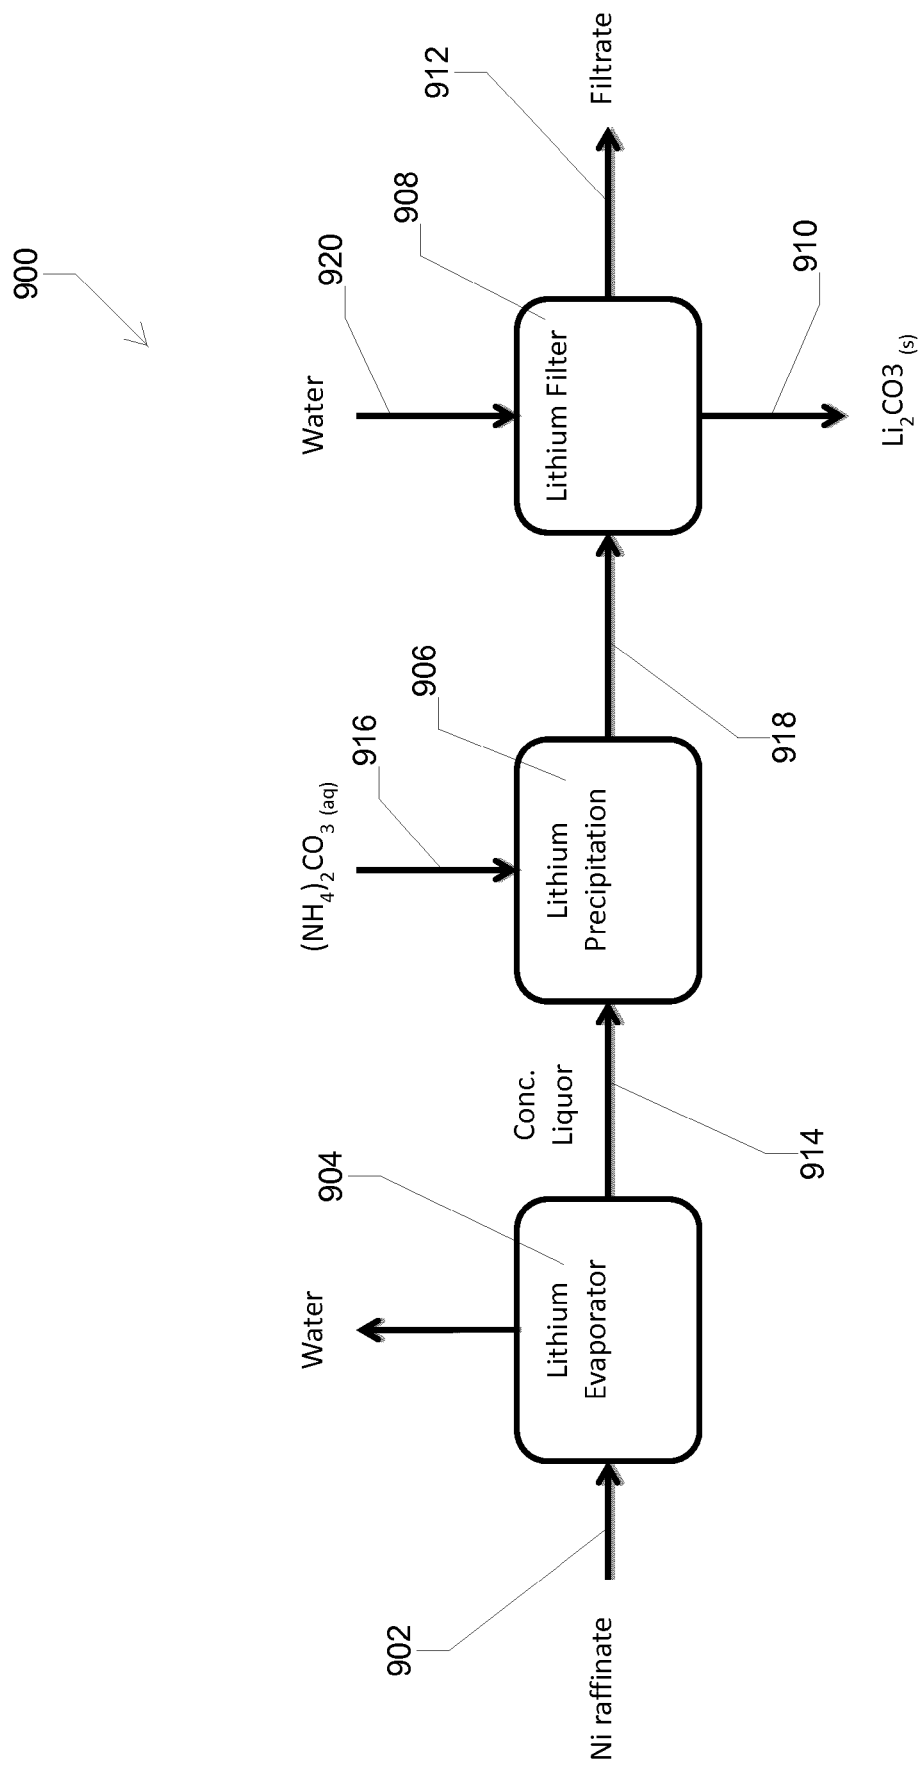 900
Water
904
Water
920
(NH₄)₂CO₃ (aq)
916
906
908
912
902
Ni raffinate
Lithium
Evaporator
Conc.
Liquor
914
Lithium
Precipitation
918
Lithium Filter
Filtrate
910
Li₂CO3 (s)